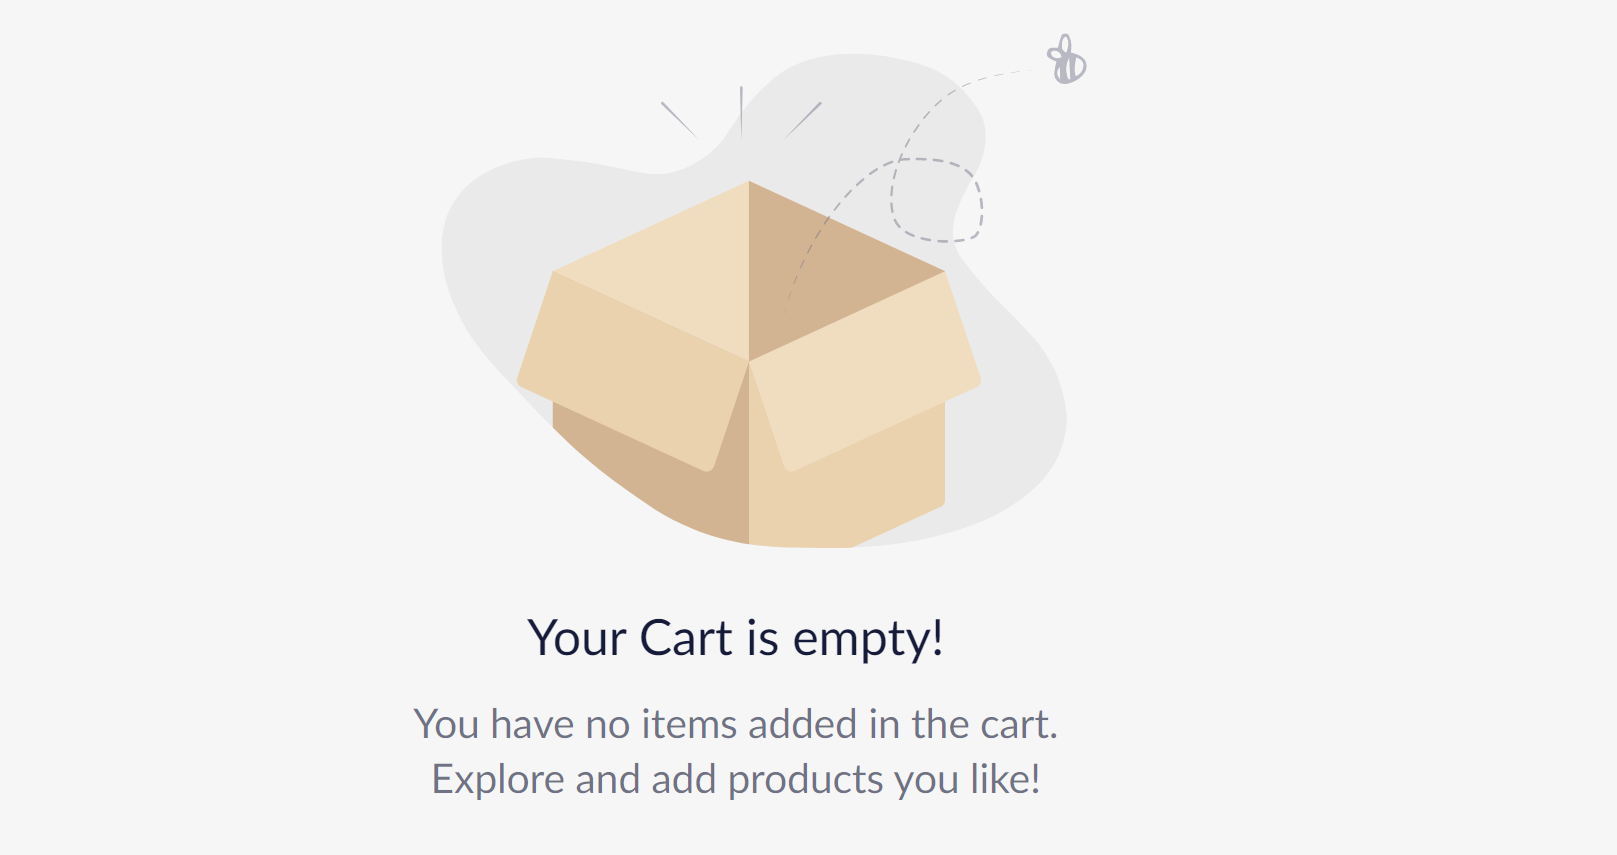 Your Cart is empty!
You have no items added in the cart.
Explore and add products you like!